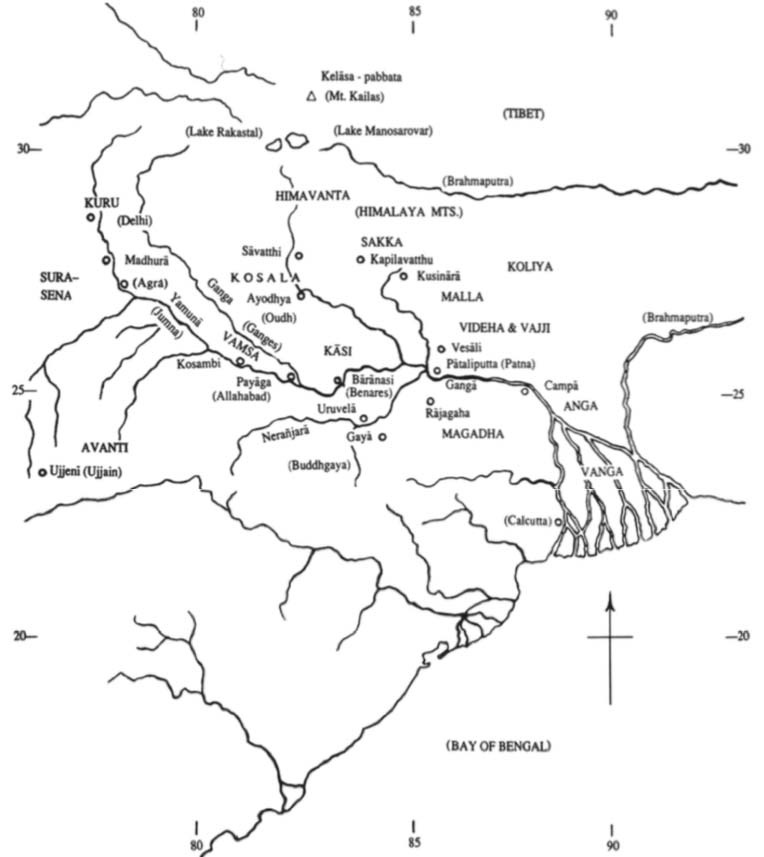 80
85
90
Kelāsa - pabbata
(Mt. Kailas)
(TIBET)
(Lake Rakastal)
(Lake Manosarovar)
30
30
(Brahmaputra)
HIMAVANTA
KURU
(HIMALAYA MTS.)
(Delhi)
SAKKA
Sāvatthi
Kapilavatthu
Madhurā
KOLIYA
SURA-
SENA
(Agra)
KOSALA
Kusinārā
Ganga
Ayodhya
(Oudh)
MALLA
Yamunā
(Jumna)
(Ganges)
(Brahmaputra)
VIDEHA & VAJJI
VAMSA
KĀSI
Vesāli
Kosambi
Pātaliputta (Patna)
Payāga
(Allahabad)
Bārānasi
(Benares)
Gangā
Campā
25
25
Uruvelā
Rājagaha
ANGA
Nerañjarā
Gayā
MAGADHA
AVANTI
(Buddhgaya)
Ujjenī (Ujjain)
VANGA
(Calcutta)
20
20
(BAY OF BENGAL)
80
85
90